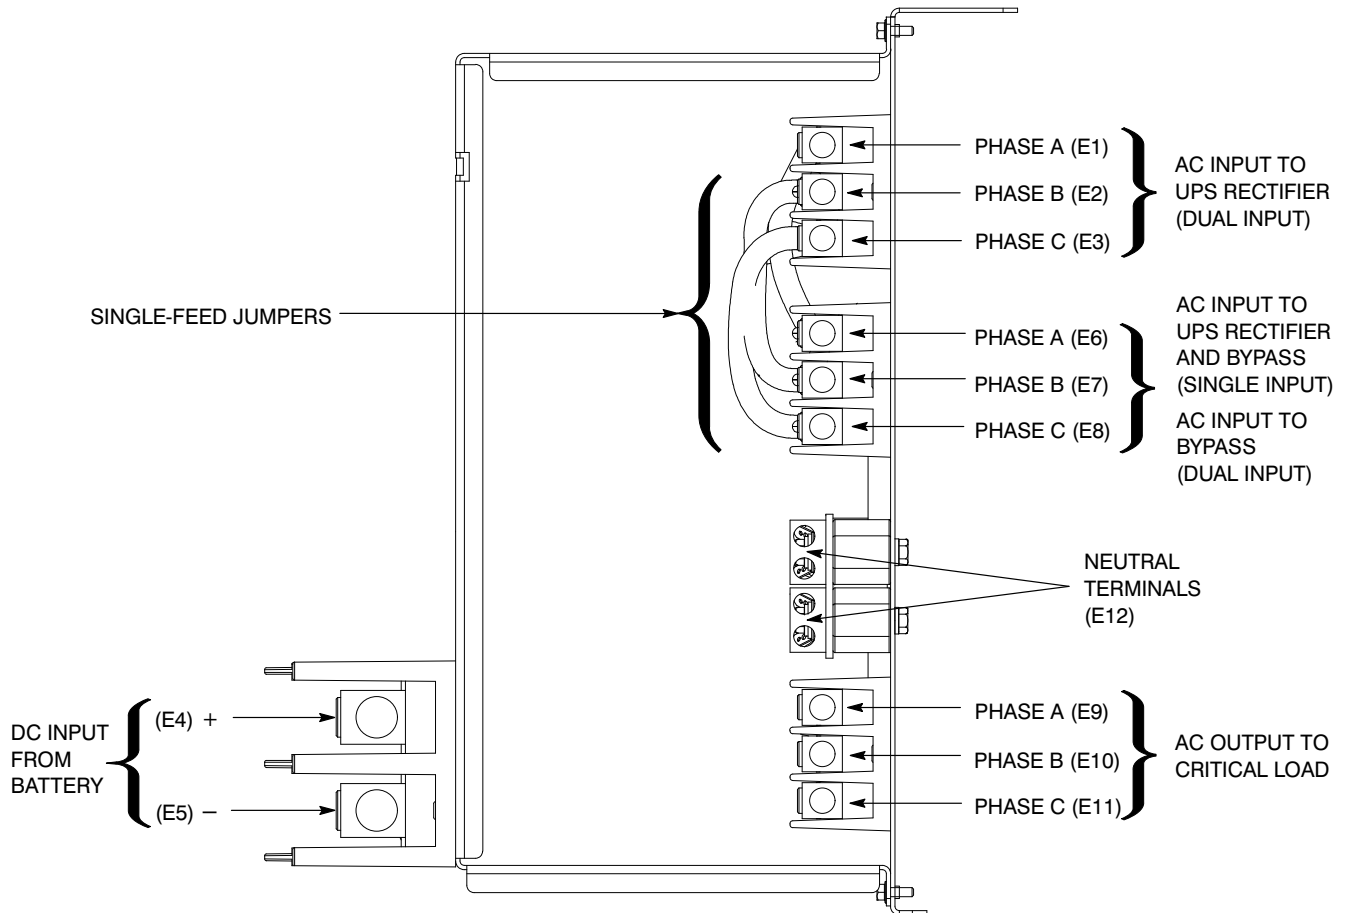 PHASE A (E1)
PHASE B (E2)
PHASE C (E3)
AC INPUT TO
UPS RECTIFIER
(DUAL INPUT)
SINGLE-FEED JUMPERS
PHASE A (E6)
PHASE B (E7)
PHASE C (E8)
AC INPUT TO
UPS RECTIFIER
AND BYPASS
(SINGLE INPUT)
AC INPUT TO
BYPASS
(DUAL INPUT)
NEUTRAL
TERMINALS
(E12)
DC INPUT
FROM
BATTERY
(E4) +
(E5) −
PHASE A (E9)
PHASE B (E10)
PHASE C (E11)
AC OUTPUT TO
CRITICAL LOAD